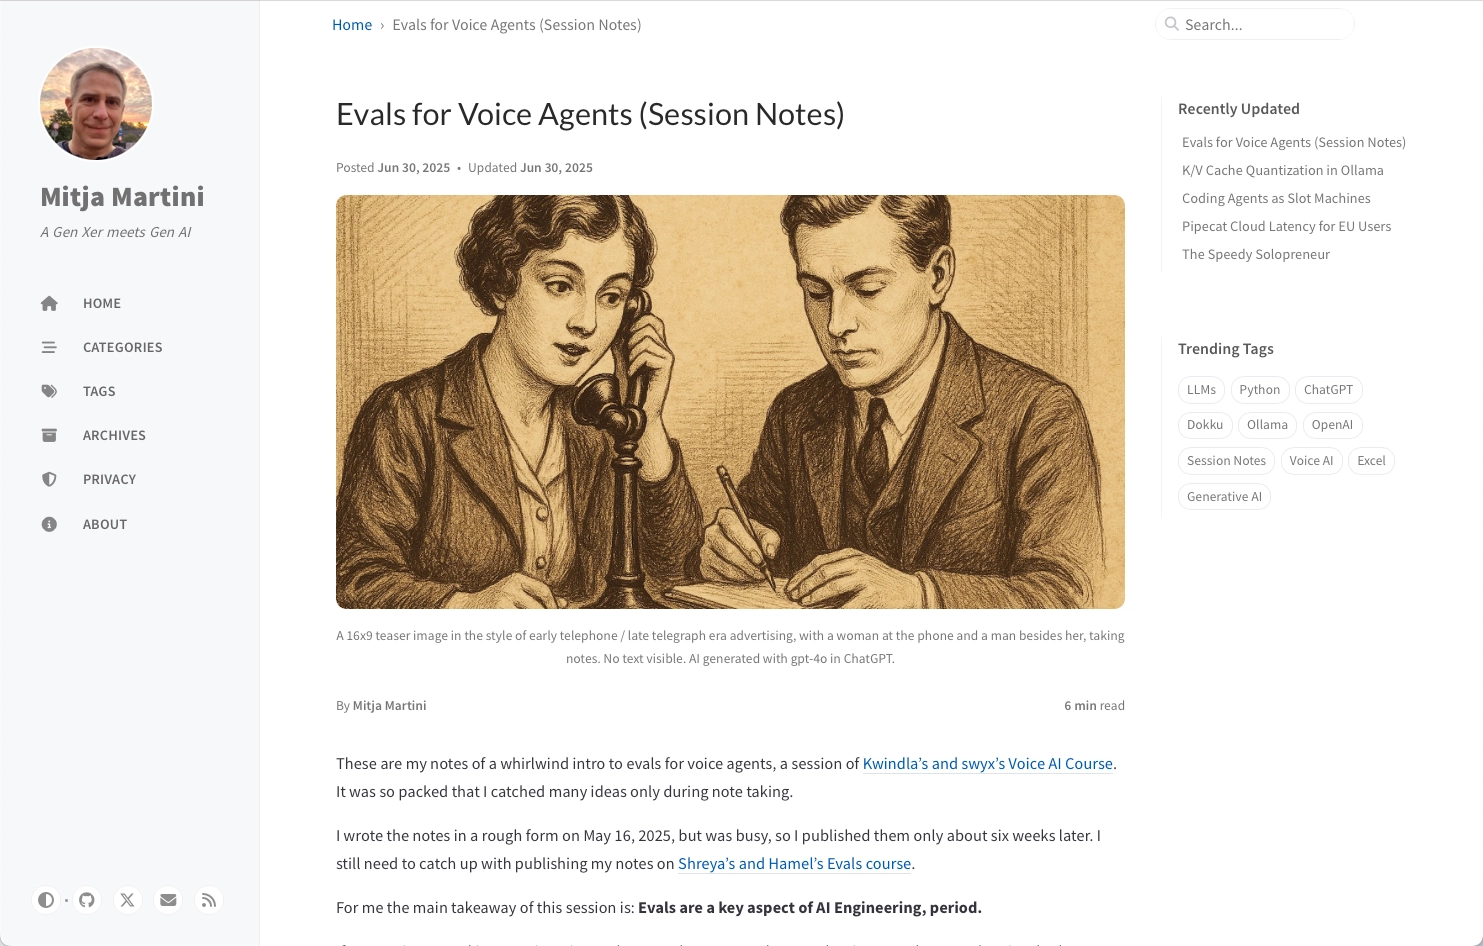 Mitja Martini
A Gen Xer meets Gen AI
HOME
CATEGORIES
TAGS
ARCHIVES
PRIVACY
ABOUT
Home › Evals for Voice Agents (Session Notes)
Search...
Evals for Voice Agents (Session Notes)
Posted Jun 30, 2025 • Updated Jun 30, 2025
A 16x9 teaser image in the style of early telephone / late telegraph era advertising, with a woman at the phone and a man besides her, taking
notes. No text visible. AI generated with gpt-4o in ChatGPT.
By Mitja Martini
6 min read
These are my notes of a whirlwind intro to evals for voice agents, a session of Kwindla’s and swyx’s Voice AI Course.
It was so packed that I catched many ideas only during note taking.
I wrote the notes in a rough form on May 16, 2025, but was busy, so I published them only about six weeks later. I
still need to catch up with publishing my notes on Shreya’s and Hamel’s Evals course.
For me the main takeaway of this session is: Evals are a key aspect of AI Engineering, period.
Recently Updated
Evals for Voice Agents (Session Notes)
K/V Cache Quantization in Ollama
Coding Agents as Slot Machines
Pipecat Cloud Latency for EU Users
The Speedy Solopreneur
Trending Tags
LLMs Python ChatGPT
Dokku Ollama OpenAI
Session Notes Voice AI Excel
Generative AI